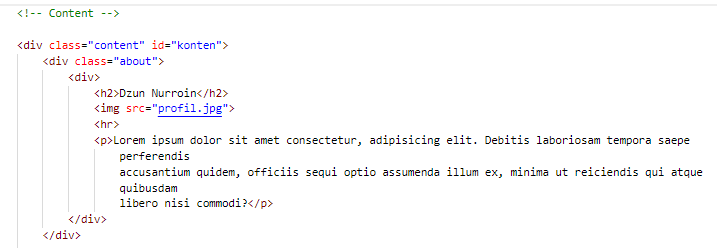 <!-- Content -->
<div class="content" id="konten">
<div class="about">
<div>
<h2>Dzun Nurroin</h2>
<img src="profil.jpg">
<hr>
<p>Lorem ipsum dolor sit amet consectetur, adipisicing elit. Debitis laboriosam tempora saepe
perferendis
accusantium quidem, officiis sequi optio assumenda illum ex, minima ut reiciendis qui atque
quibusdam
libero nisi commodi?</p>
</div>
</div>